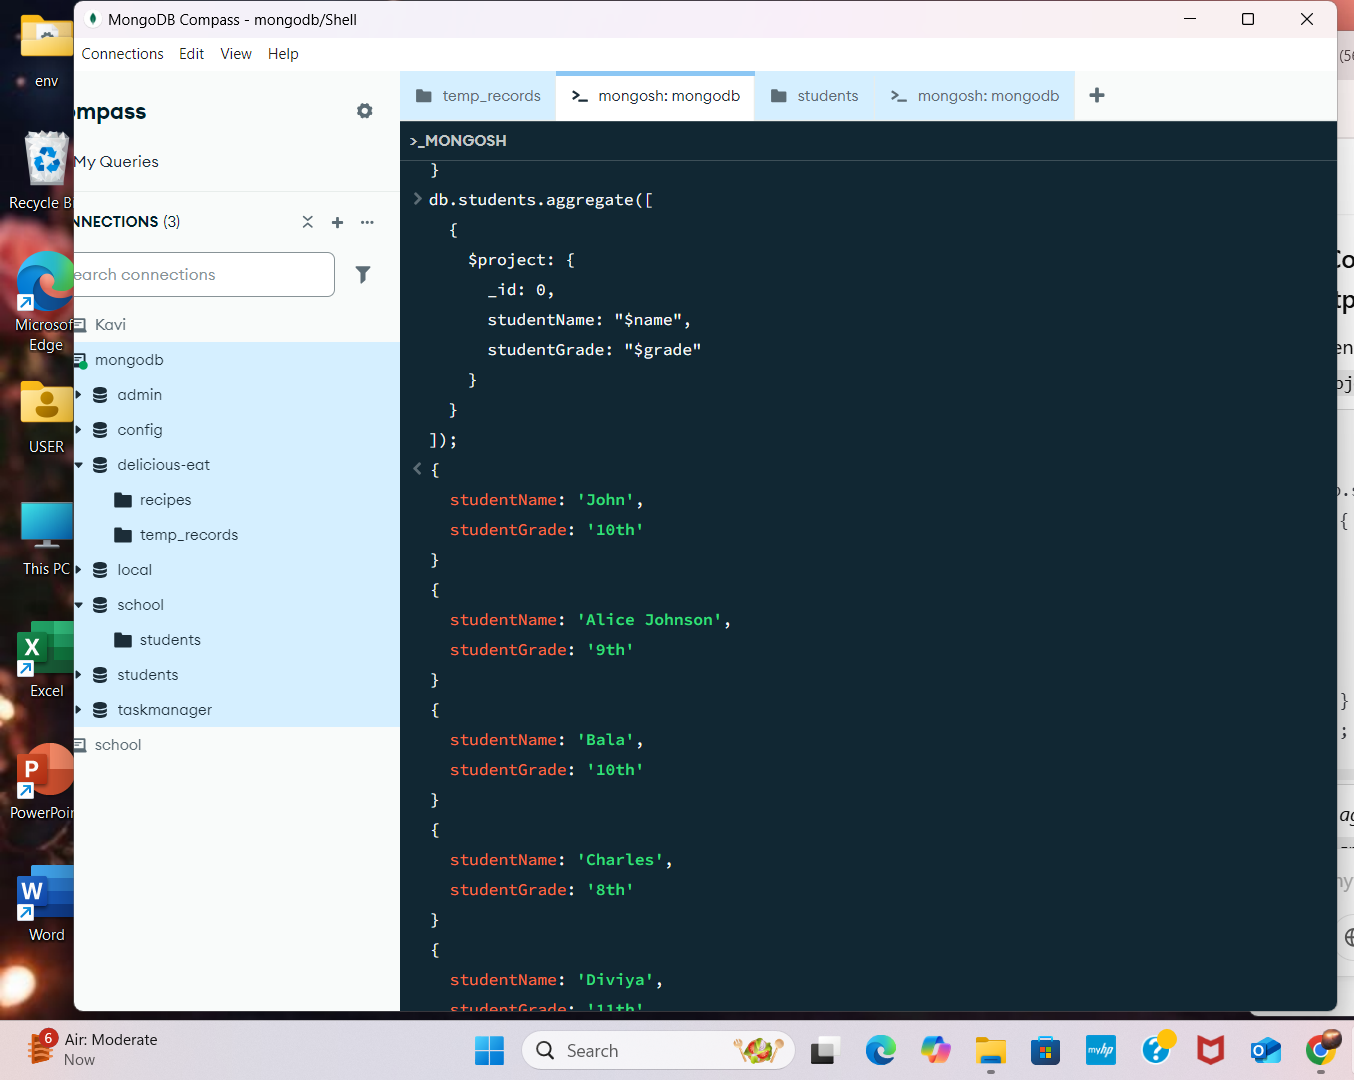 MongoDB Compass - mongodb/Shell
Connections Edit View Help
env
Recycle B
Microsof
Edge
USER
This PC
Excel
PowerPoin
Word
ompass
My Queries
NNECTIONS (3)
earch connections
Kavi
mongodb
admin
config
delicious-eat
recipes
temp_records
local
school
students
students
taskmanager
school
temp_records
>_ mongosh: mongodb
students
>_ mongosh: mongodb
>_MONGOSH
}
> db.students.aggregate([
{
$project: {
_id: 0,
studentName: "$name",
studentGrade: "$grade"
}
}
]);
< {
studentName: 'John',
studentGrade: '10th'
}
{
studentName: 'Alice Johnson',
studentGrade: '9th'
}
{
studentName: 'Bala',
studentGrade: '10th'
}
{
studentName: 'Charles',
studentGrade: '8th'
}
{
studentName: 'Diviya',
studentGrade: '11th'
6
Air: Moderate
Now
Search
myhp